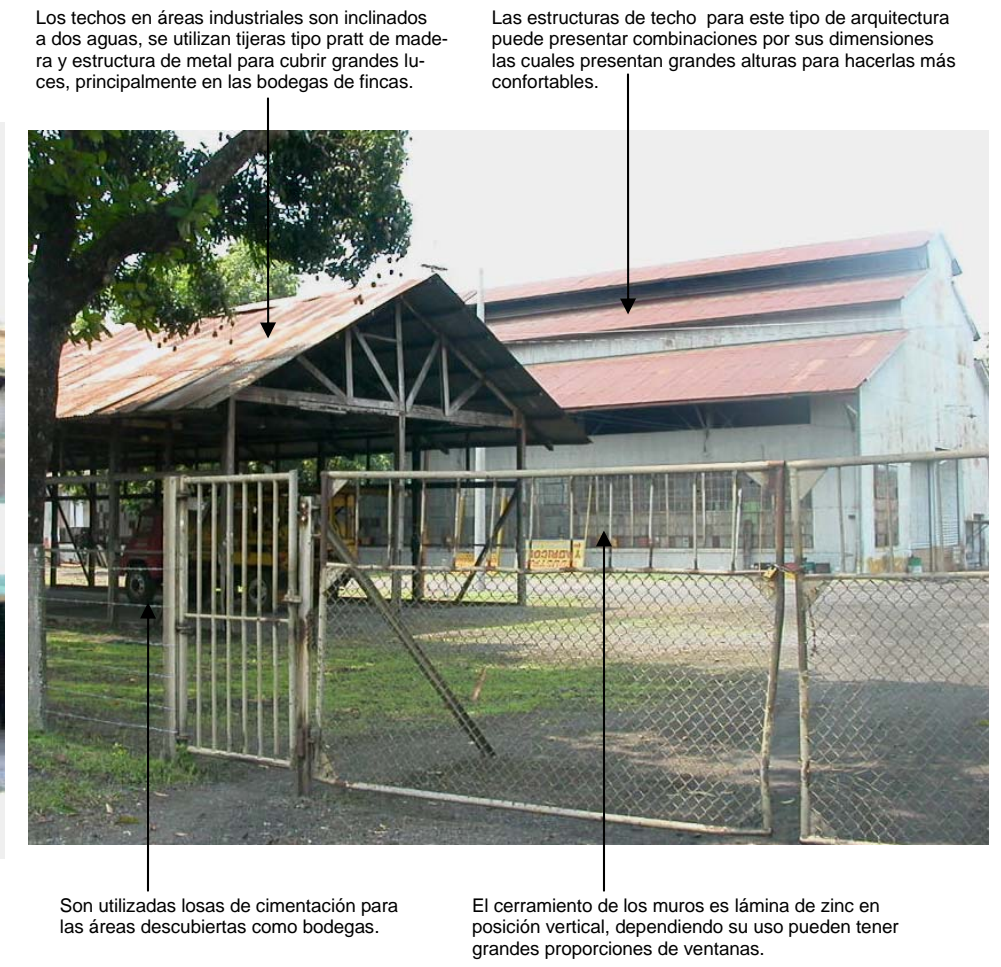 Los techos en áreas industriales son inclinados
a dos aguas, se utilizan tijeras tipo pratt de made-
ra y estructura de metal para cubrir grandes lu-
ces, principalmente en las bodegas de fincas.
Las estructuras de techo para este tipo de arquitectura
puede presentar combinaciones por sus dimensiones
las cuales presentan grandes alturas para hacerlas más
confortables.
Son utilizadas losas de cimentación para
las áreas descubiertas como bodegas.
El cerramiento de los muros es lámina de zinc en
posición vertical, dependiendo su uso pueden tener
grandes proporciones de ventanas.